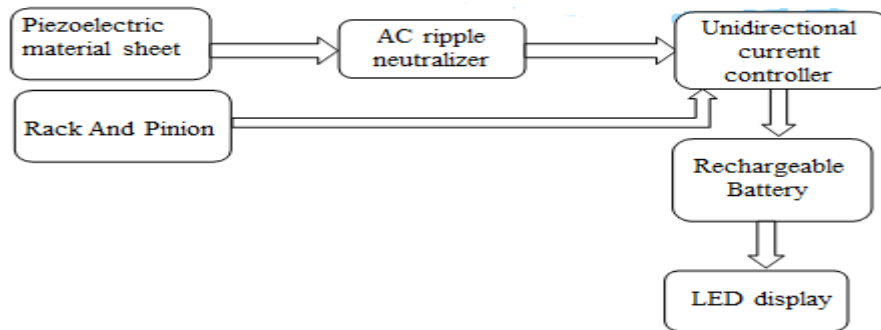 Piezoelectric
material sheet
AC ripple
neutralizer
Unidirectional
current
controller
Rack And Pinion
Rechargeable
Battery
LED display